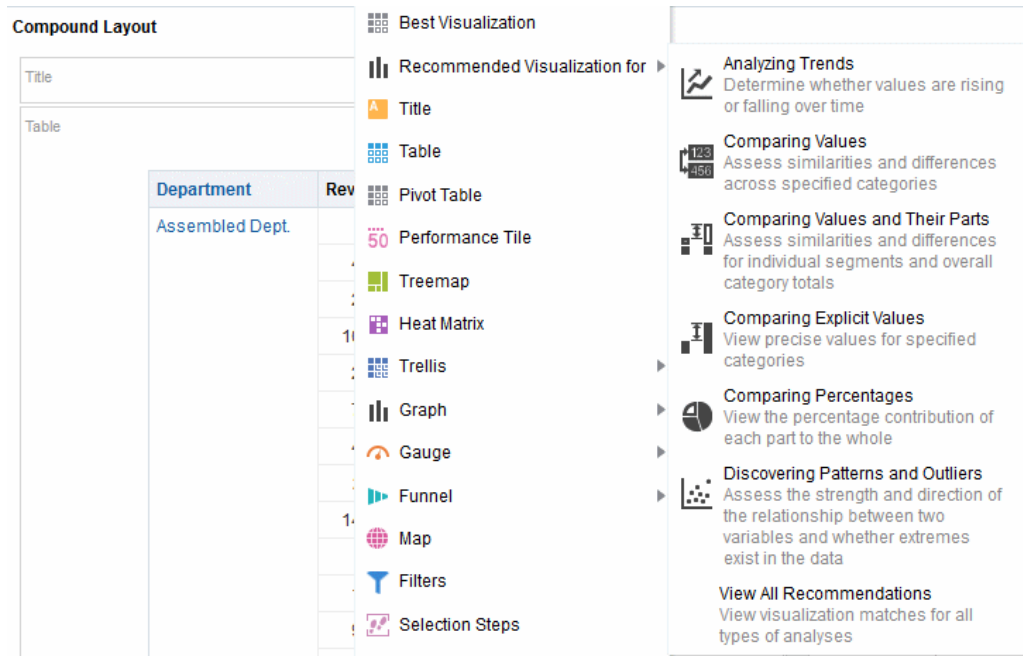 Compound Layout
Title
Table
Department
Assembled Dept.
Best Visualization
Recommended Visualization for
A
Title
Table
Pivot Table
50
Performance Tile
Treemap
Heat Matrix
Trellis
Graph
Gauge
Funnel
Map
Filters
Selection Steps
Analyzing Trends
Determine whether values are rising
or falling over time
123
456
Comparing Values
Assess similarities and differences
across specified categories
Comparing Values and Their Parts
Assess similarities and differences
for individual segments and overall
category totals
Comparing Explicit Values
View precise values for specified
categories
Comparing Percentages
View the percentage contribution of
each part to the whole
Discovering Patterns and Outliers
Assess the strength and direction of
the relationship between two
variables and whether extremes
exist in the data
View All Recommendations
View visualization matches for all
types of analyses